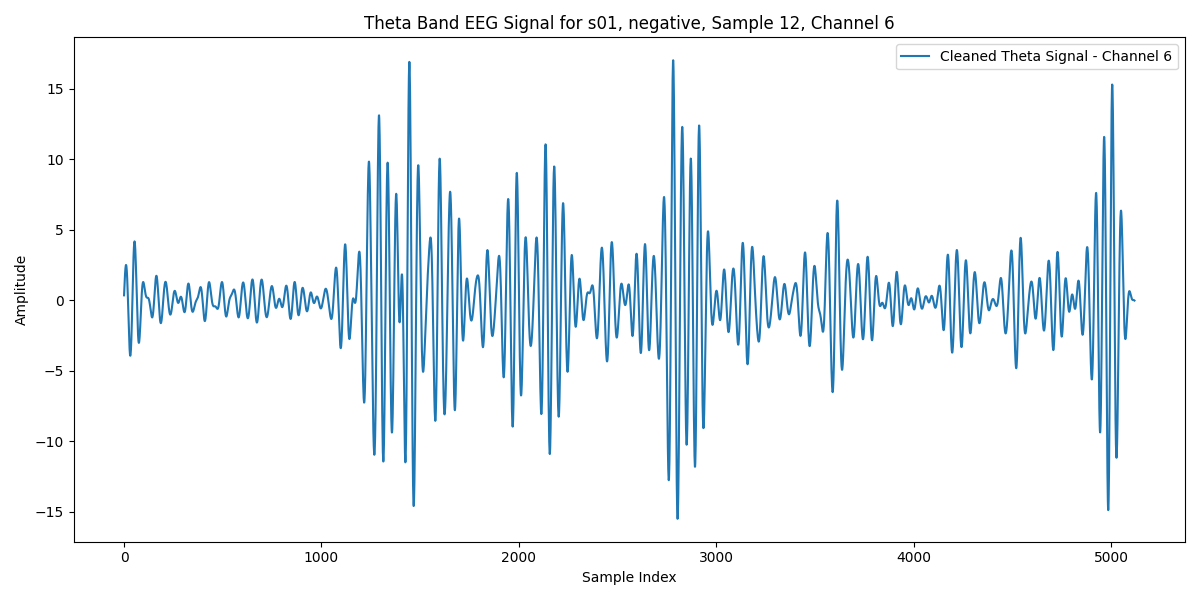 Theta Band EEG Signal for s01, negative, Sample 12, Channel 6
Cleaned Theta Signal - Channel 6
Amplitude
15
10
5
0
−5
−10
−15
0 1000 2000 3000 4000 5000
Sample Index